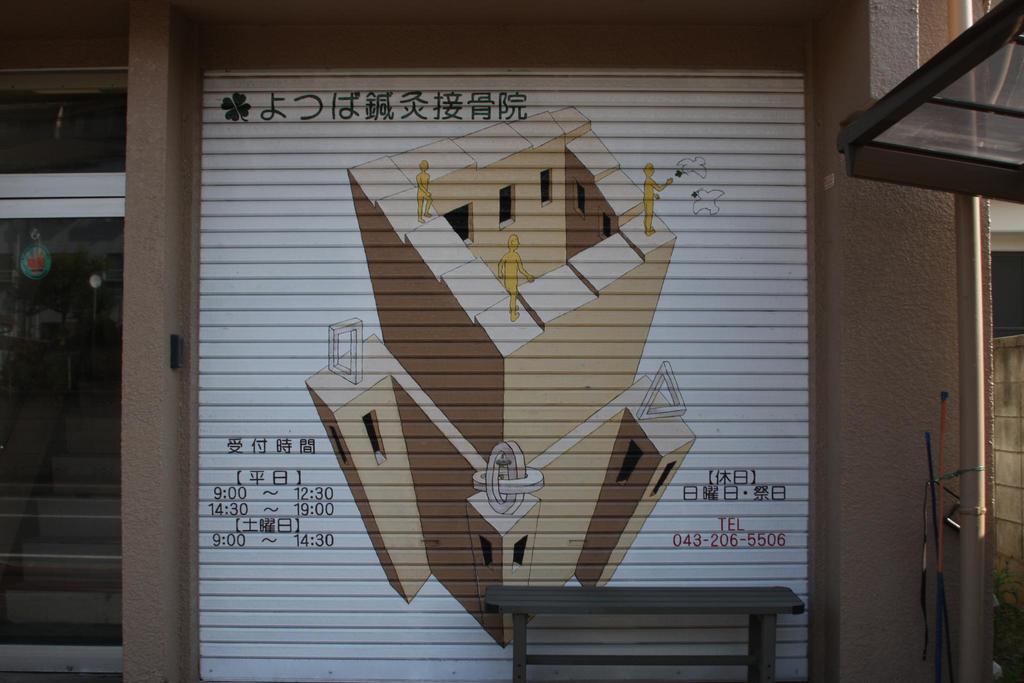 よつば鍼灸接骨院
受付時間
【平日】
9:00 ～ 12:30
14:30 ～ 19:00
【土曜日】
9:00 ～ 14:30
【休日】
日曜日・祭日
TEL
043-206-5506